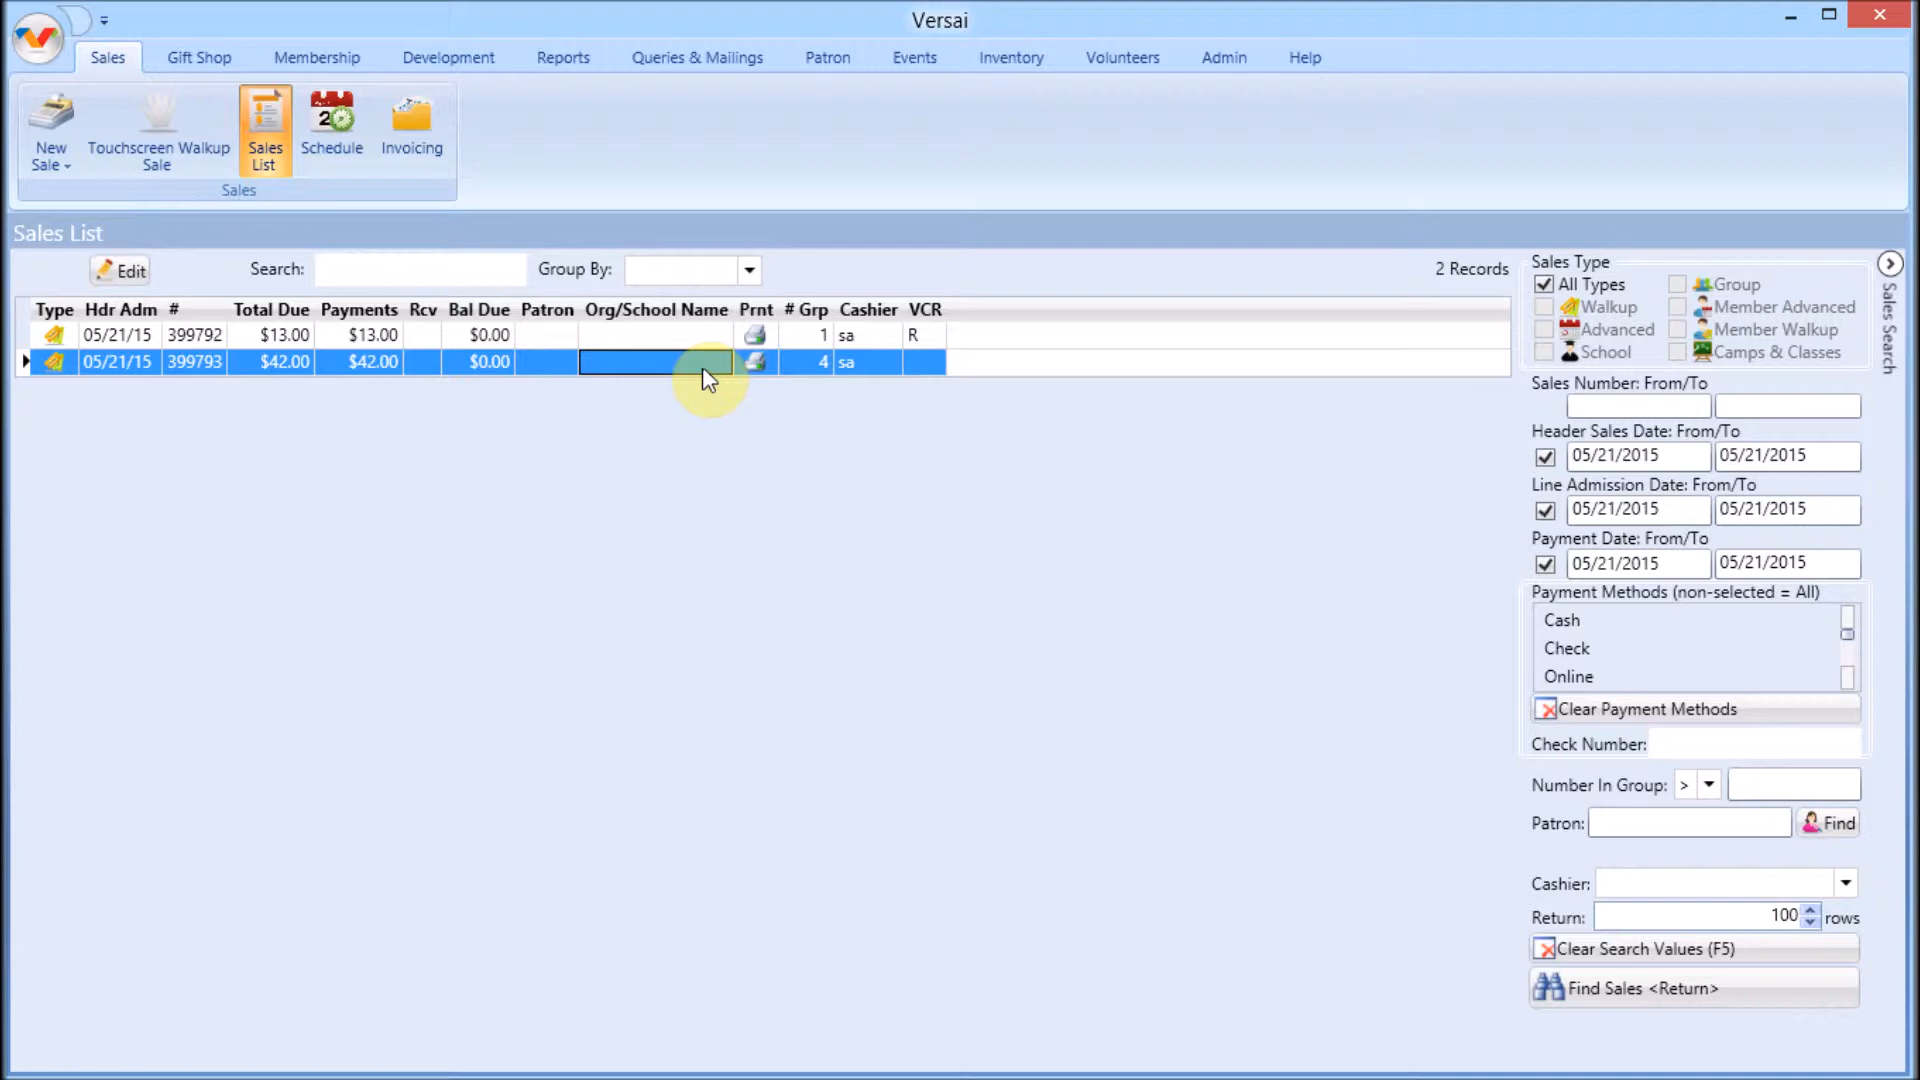 Versai
Sales Gift Shop Membership Development Reports Queries & Mailings Patron Events Inventory Volunteers Admin Help
New Sale
Touchscreen Walkup Sale
Sales List
20
Schedule
Invoicing
Sales
Sales List
Edit Search: Group By: 2 Records
Type Hdr Adm # Total Due Payments Rcv Bal Due Patron Org/School Name Prnt # Grp Cashier VCR
05/21/15 399792 $13.00 $13.00 $0.00 1 sa R
05/21/15 399793 $42.00 $42.00 $0.00 4 sa
Sales Search
Sales Type
All Types Group
Walkup Member Advanced
Advanced Member Walkup
School Camps & Classes
Sales Number: From/To
Header Sales Date: From/To
05/21/2015 05/21/2015
Line Admission Date: From/To
05/21/2015 05/21/2015
Payment Date: From/To
05/21/2015 05/21/2015
Payment Methods (non-selected = All)
Cash
Check
Online
Clear Payment Methods
Check Number:
Number In Group: >
Patron: Find
Cashier:
Return: 100 rows
Clear Search Values (F5)
Find Sales <Return>